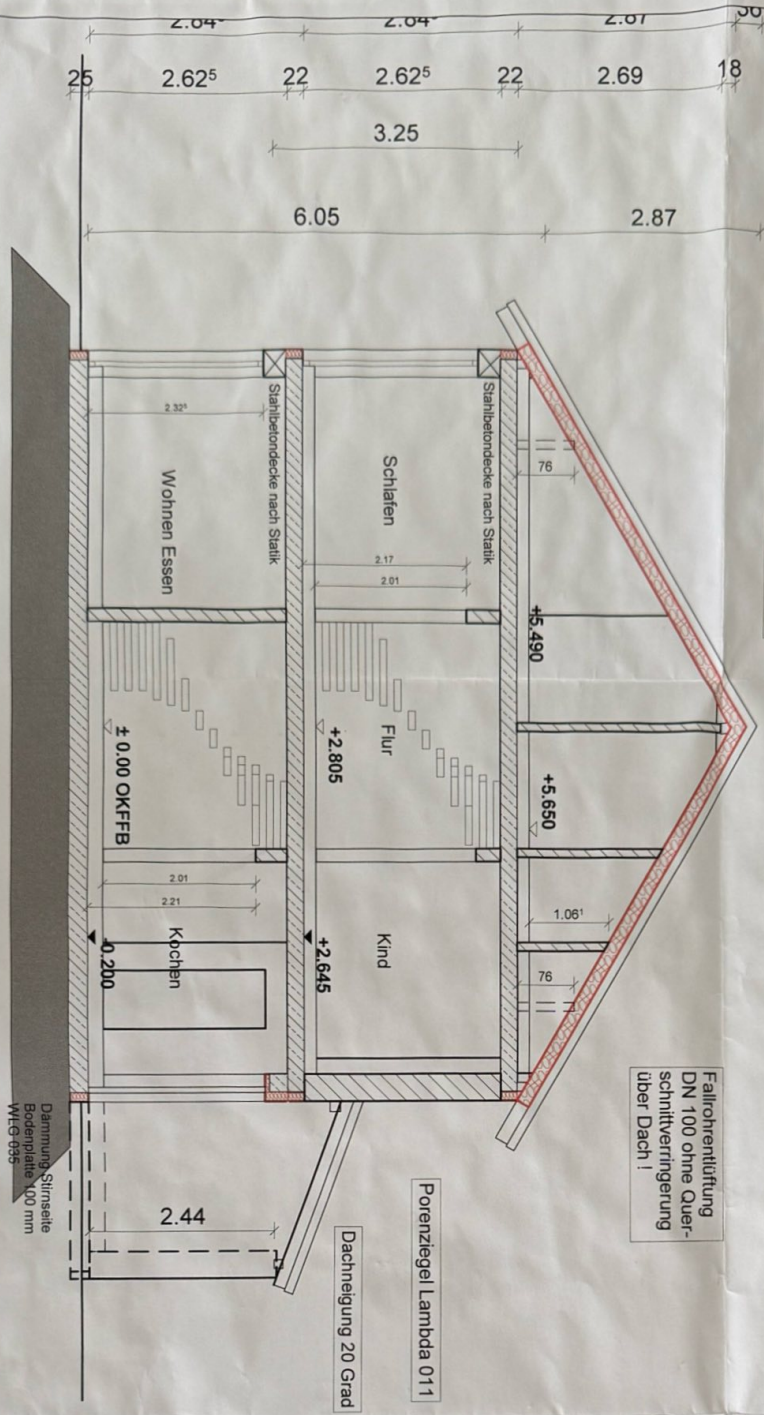 2.64⁵
2.64⁵
2.67
30
25
2.62⁵
22
2.62⁵
22
2.69
18
3.25
6.05
2.87
Fallrohrentlüftung
DN 100 ohne Quer-
schnittverringerung
über Dach !
Porenziegel Lambda 011
Dachneigung 20 Grad
76
+5.490
+5.650
1.06¹
76
Stahlbetondecke nach Statik
Schlafen
2.17
2.01
Flur
+2.805
Kind
+2.645
Stahlbetondecke nach Statik
2.32⁵
Wohnen Essen
± 0.00 OKFFB
2.01
2.21
Kochen
-0.200
2.44
Dämmung Stirnseite
Bodenplatte 100 mm
WLG 035